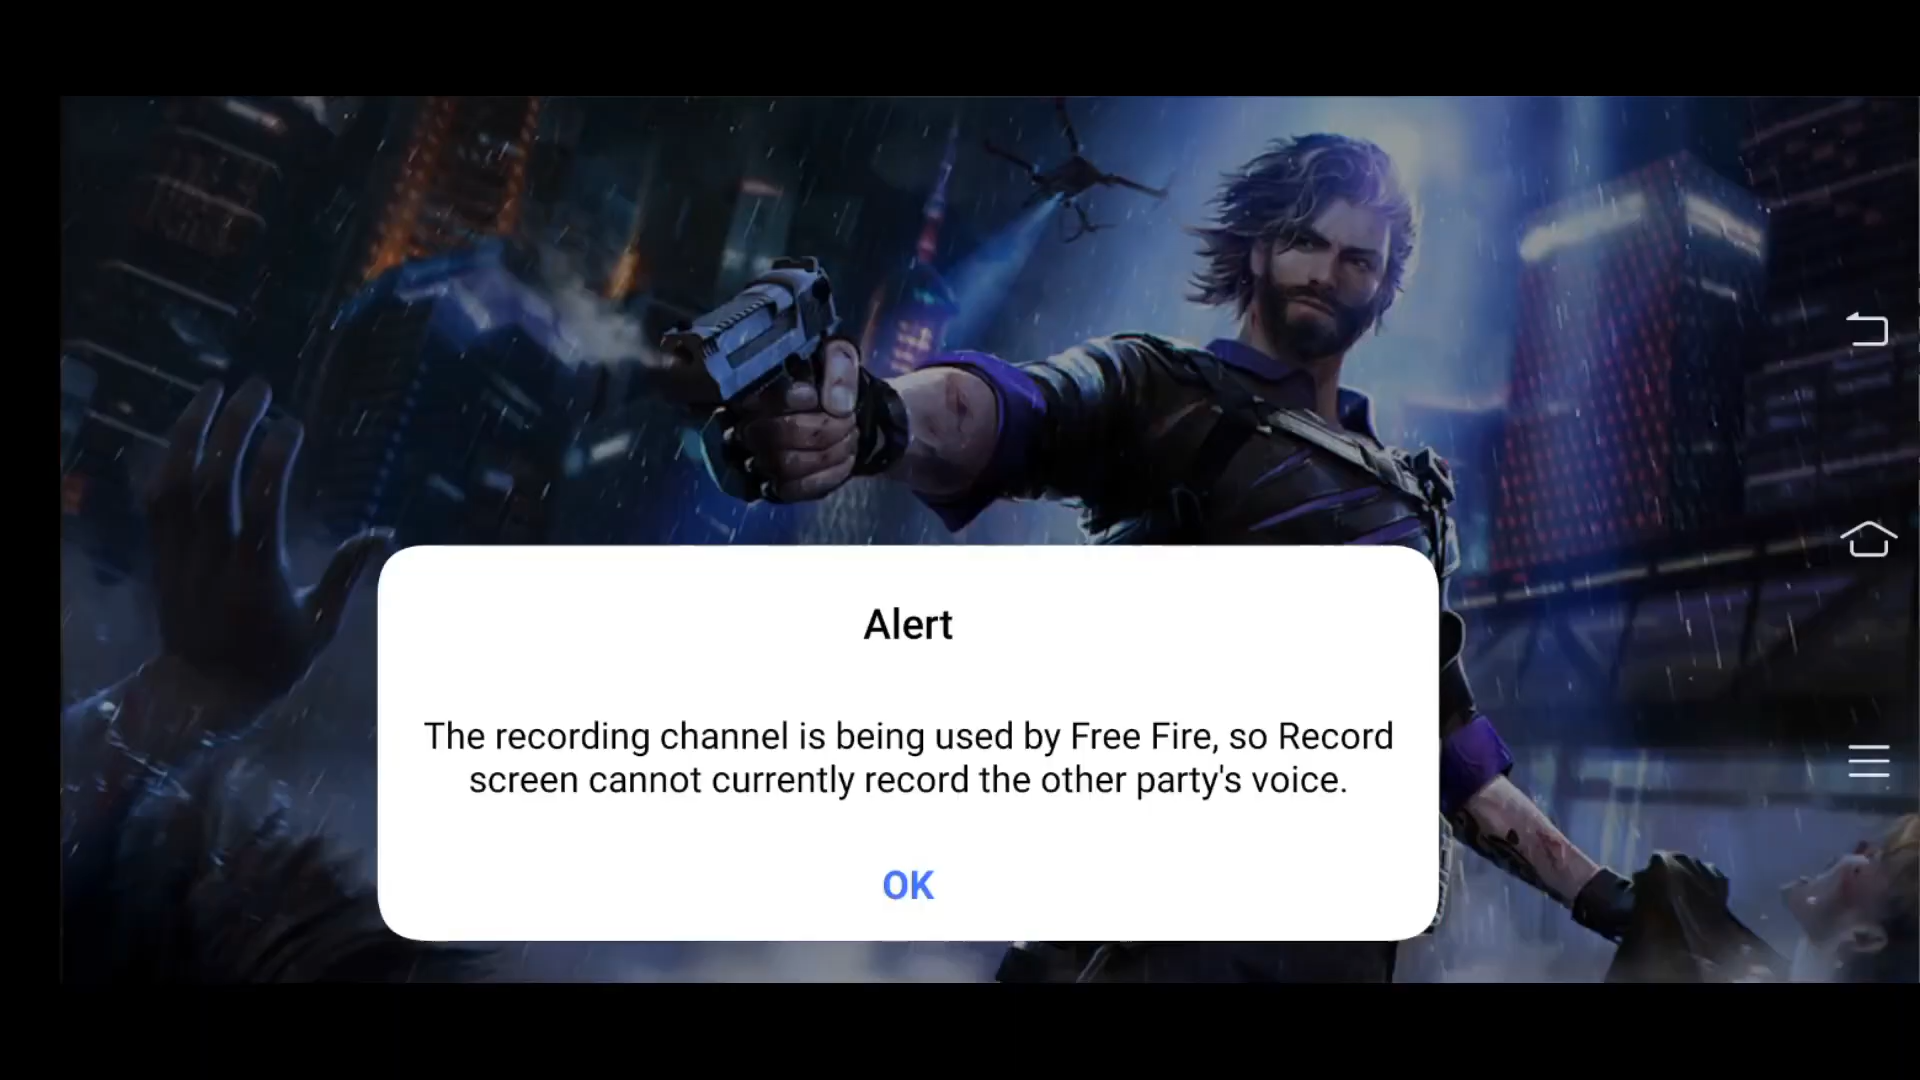 Alert
The recording channel is being used by Free Fire, so Record
screen cannot currently record the other party's voice.
OK